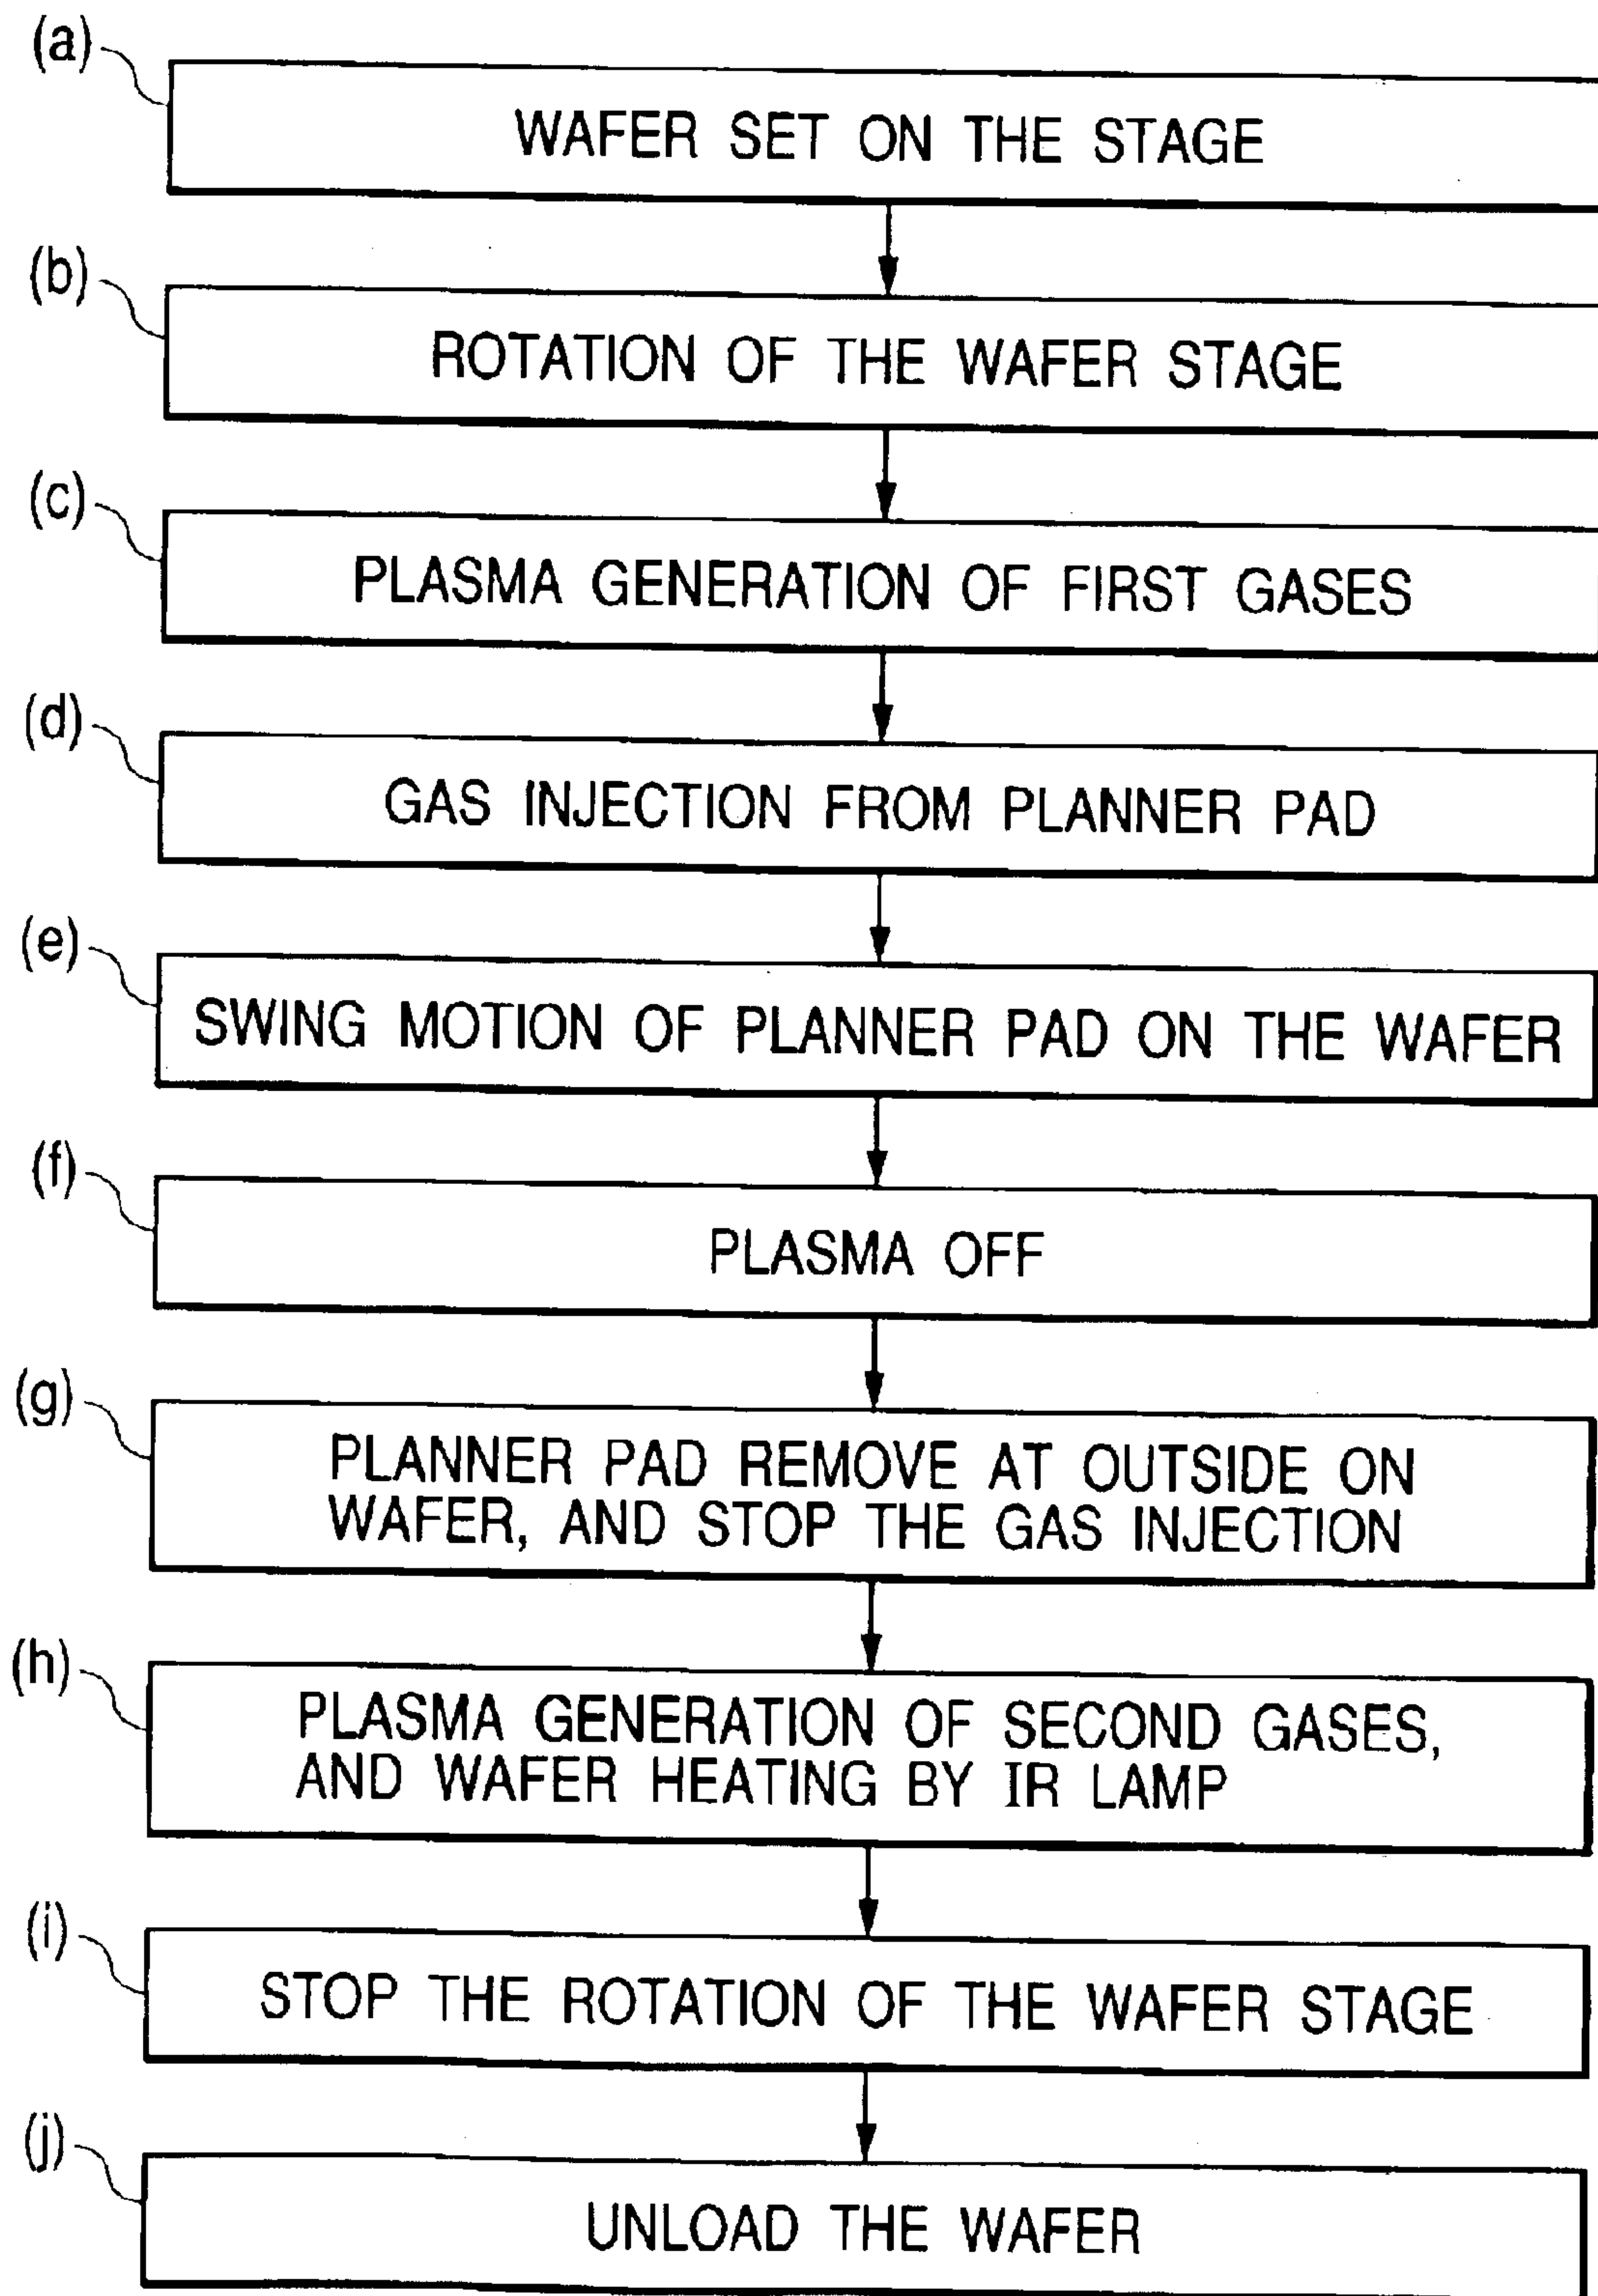 (a)
WAFER SET ON THE STAGE
(b)
ROTATION OF THE WAFER STAGE
(c)
PLASMA GENERATION OF FIRST GASES
(d)
GAS INJECTION FROM PLANNER PAD
(e)
SWING MOTION OF PLANNER PAD ON THE WAFER
(f)
PLASMA OFF
(g)
PLANNER PAD REMOVE AT OUTSIDE ON
WAFER, AND STOP THE GAS INJECTION
(h)
PLASMA GENERATION OF SECOND GASES,
AND WAFER HEATING BY IR LAMP
(i)
STOP THE ROTATION OF THE WAFER STAGE
(j)
UNLOAD THE WAFER